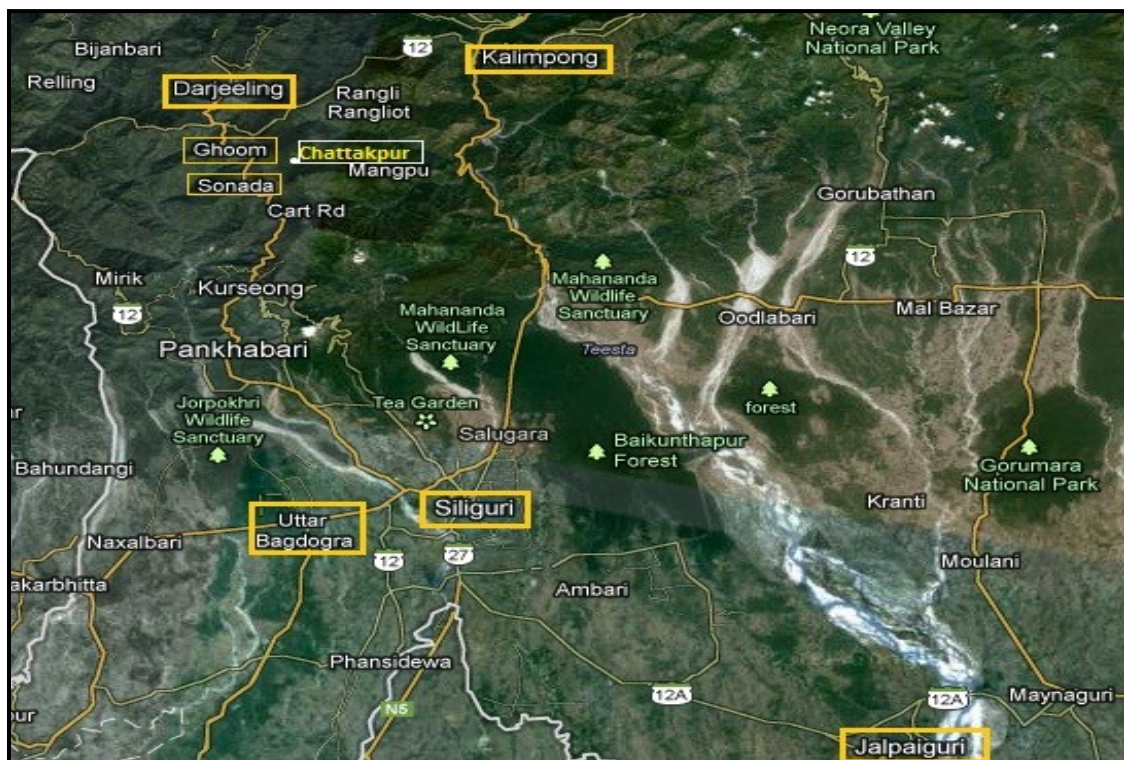 Neora Valley
National Park
Bijanbari
12
Kalimpong
Relling
Darjeeling
Rangli
Rangliot
Ghoom
Chattakpur
Mangpu
Sonada
Gorubathan
Cart Rd
12
Mirik
Kurseong
Mahananda
Wildlife
Sanctuary
12
Mahananda
WildLife
Sanctuary
Oodlabari
Mal Bazar
Pankhabari
Teesta
Jorpokhri
Wildlife
Sanctuary
Tea Garden
forest
Salugara
Baikunthapur
Forest
Bahundangi
Gorumara
National Park
Siliguri
Kranti
Uttar
Bagdogra
Naxalbari
12
27
Moulani
akarbhitta
Ambari
Phansidewa
12A
12A
Maynaguri
N5
pur
Jalpaiguri